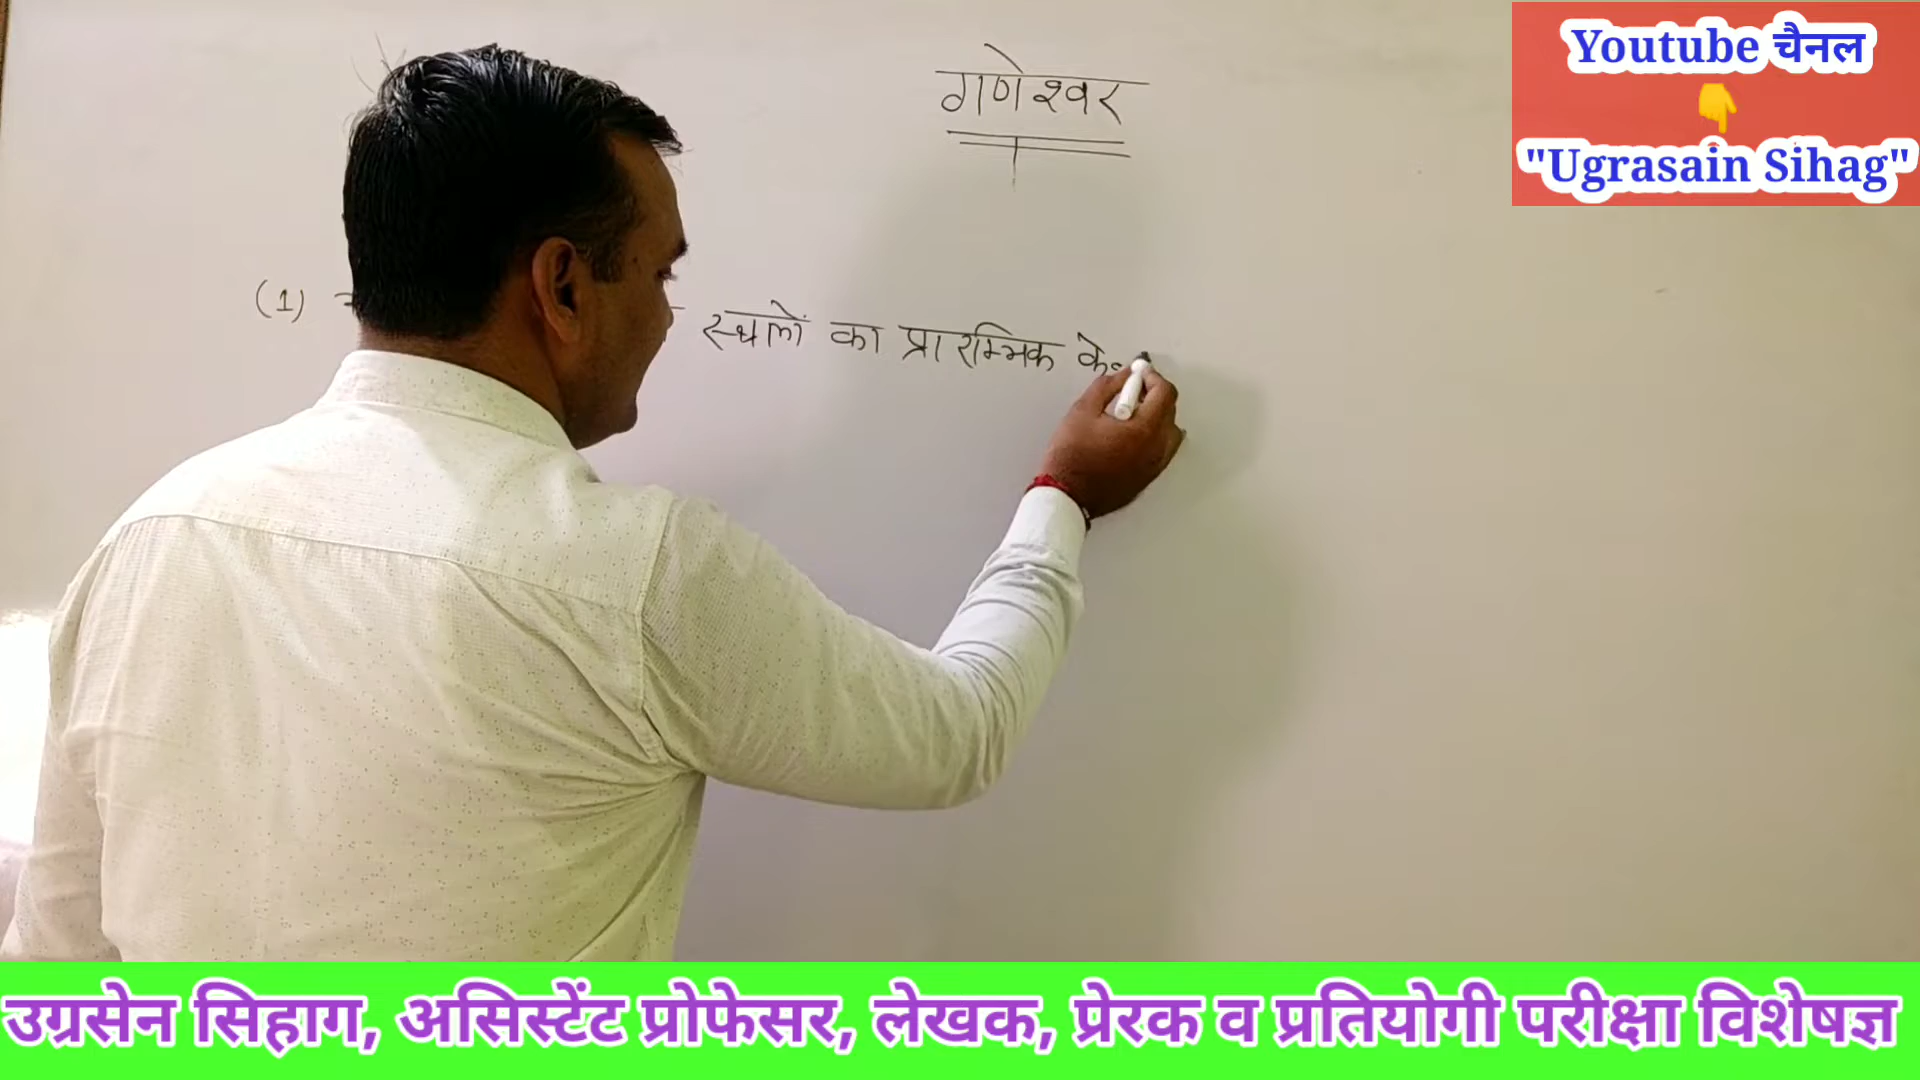 गणेश्वर
Youtube चैनल
"Ugrasain Sihag"
(1) स्थलों का प्रारम्भिक
उग्रसेन सिहाग, असिस्टेंट प्रोफेसर, लेखक, प्रेरक व प्रतियोगी परीक्षा विशेषज्ञ